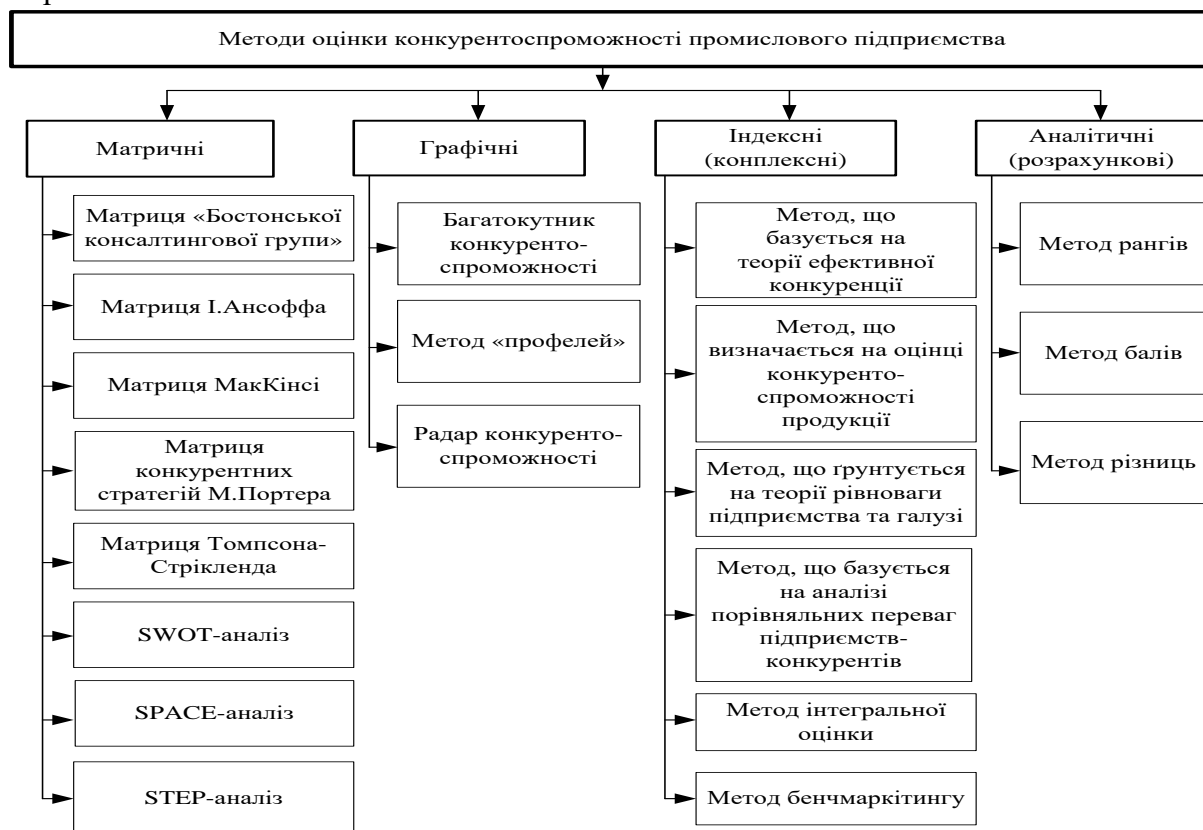 Методи оцінки конкурентоспроможності промислового підприємства
Матричні
Матриця «Бостонської
консалтингової групи»
Матриця І.Ансоффа
Матриця МакКінсі
Матриця
конкурентних
стратегій М.Портера
Матриця Томпсона-
Стрікленда
SWOT-аналіз
SPACE-аналіз
STEP-аналіз
Графічні
Багатокутник
конкуренто-
спроможності
Метод «профелей»
Радар конкуренто-
спроможності
Індексні
(комплексні)
Метод, що
базується на
теорії ефективної
конкуренції
Метод, що
визначається на оцінці
конкуренто-
спроможності
продукції
Метод, що ґрунтується
на теорії рівноваги
підприємства та галузі
Метод, що базується
на аналізі
порівняльних переваг
підприємств-
конкурентів
Метод інтегральної
оцінки
Метод бенчмаркітингу
Аналітичні
(розрахункові)
Метод рангів
Метод балів
Метод різниць